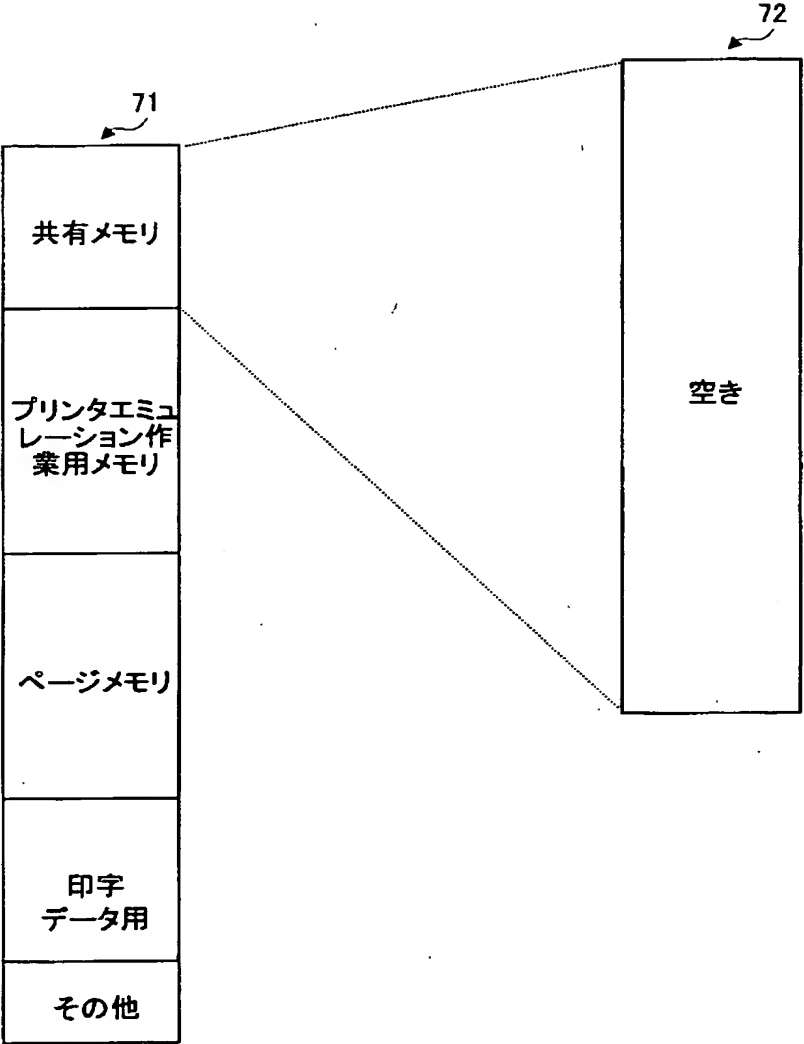 72
71
共有メモリ
プリンタエミュ
レーション作
業用メモリ
空き
ページメモリ
印字
データ用
その他